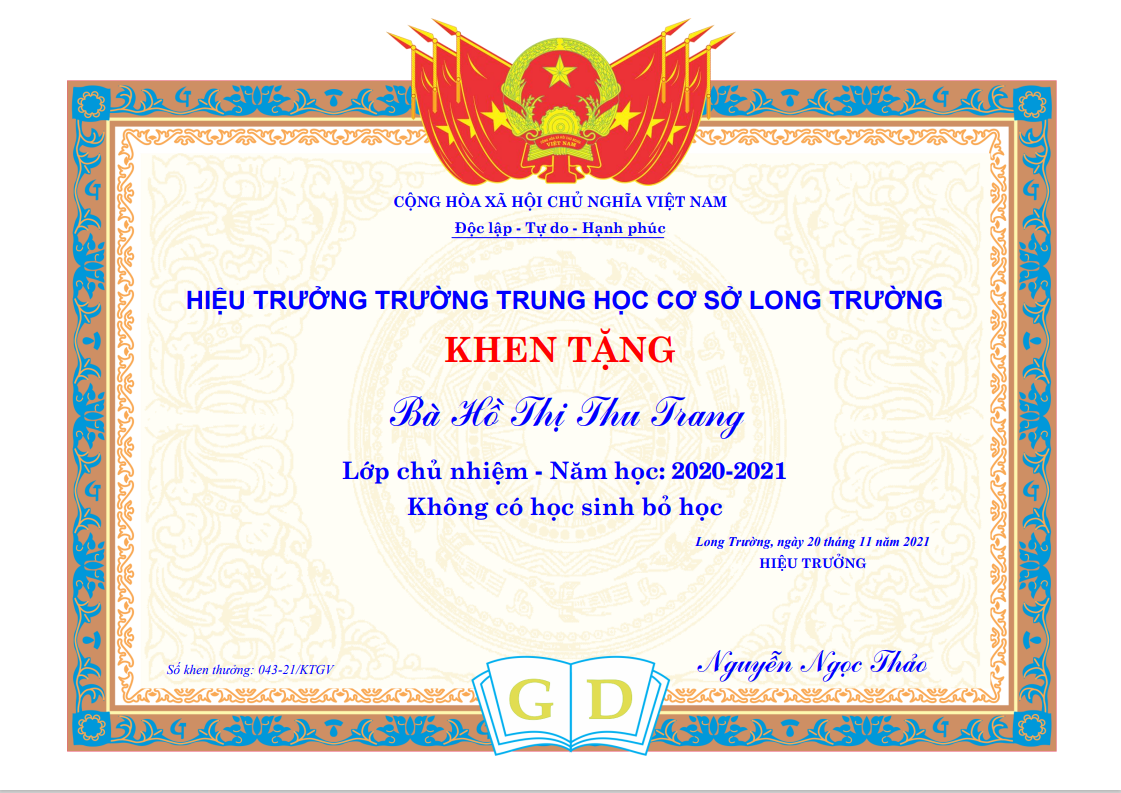 VIỆT NAM
CỘNG HÒA XÃ HỘI CHỦ NGHĨA VIỆT NAM
Độc lập - Tự do - Hạnh phúc
HIỆU TRƯỞNG TRƯỜNG TRUNG HỌC CƠ SỞ LONG TRƯỜNG
KHEN TẶNG
Bà Hồ Thị Thu Trang
Lớp chủ nhiệm - Năm học: 2020-2021
Không có học sinh bỏ học
Long Trường, ngày 20 tháng 11 năm 2021
HIỆU TRƯỞNG
Nguyễn Ngọc Thảo
Số khen thưởng: 043-21/KTGV
G D